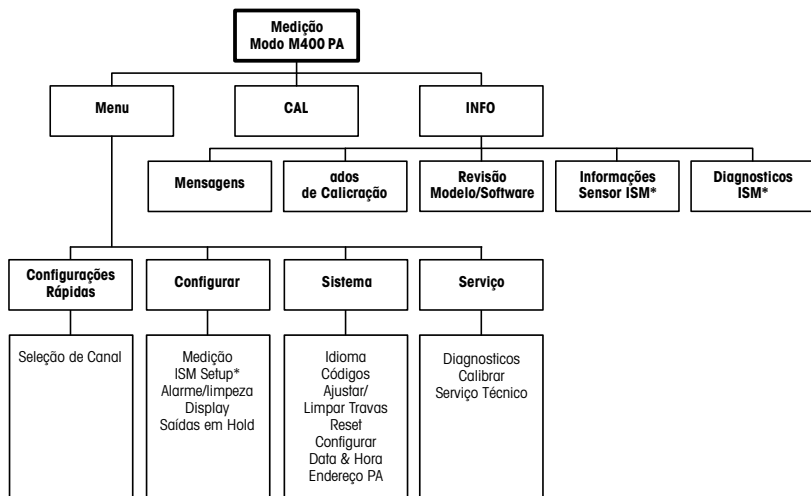 Medição
Modo M400 PA
Menu
CAL
INFO
Mensagens
ados
de Calicração
Revisão
Modelo/Software
Informações
Sensor ISM*
Diagnosticos
ISM*
Configurações
Rápidas
Configurar
Sistema
Serviço
Seleção de Canal
Medição
ISM Setup*
Alarme/limpeza
Display
Saídas em Hold
Idioma
Códigos
Ajustar/
Limpar Travas
Reset
Configurar
Data & Hora
Endereço PA
Diagnosticos
Calibrar
Serviço Técnico